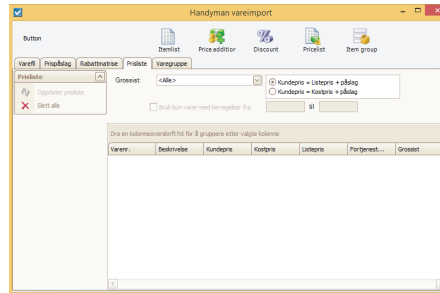 Handyman vareimport
Button
Itemlist Price addition Discount Pricelist Item group
Varefil Prispåslag Rabattmatrise Prisliste Varegruppe
Prisliste
Oppdater prisliste
Slett alle
Grossist <Alle>
Kundepris = Listepris + påslag
Kundepris = Kostpris + påslag
Bruk kun varer med bevegelser fra til
Dra en kolonneoverskrift hit for å gruppere etter valgte kolonne
Varenr. Beskrivelse Kundepris Kostpris Listepris Fortjenest... Grossist